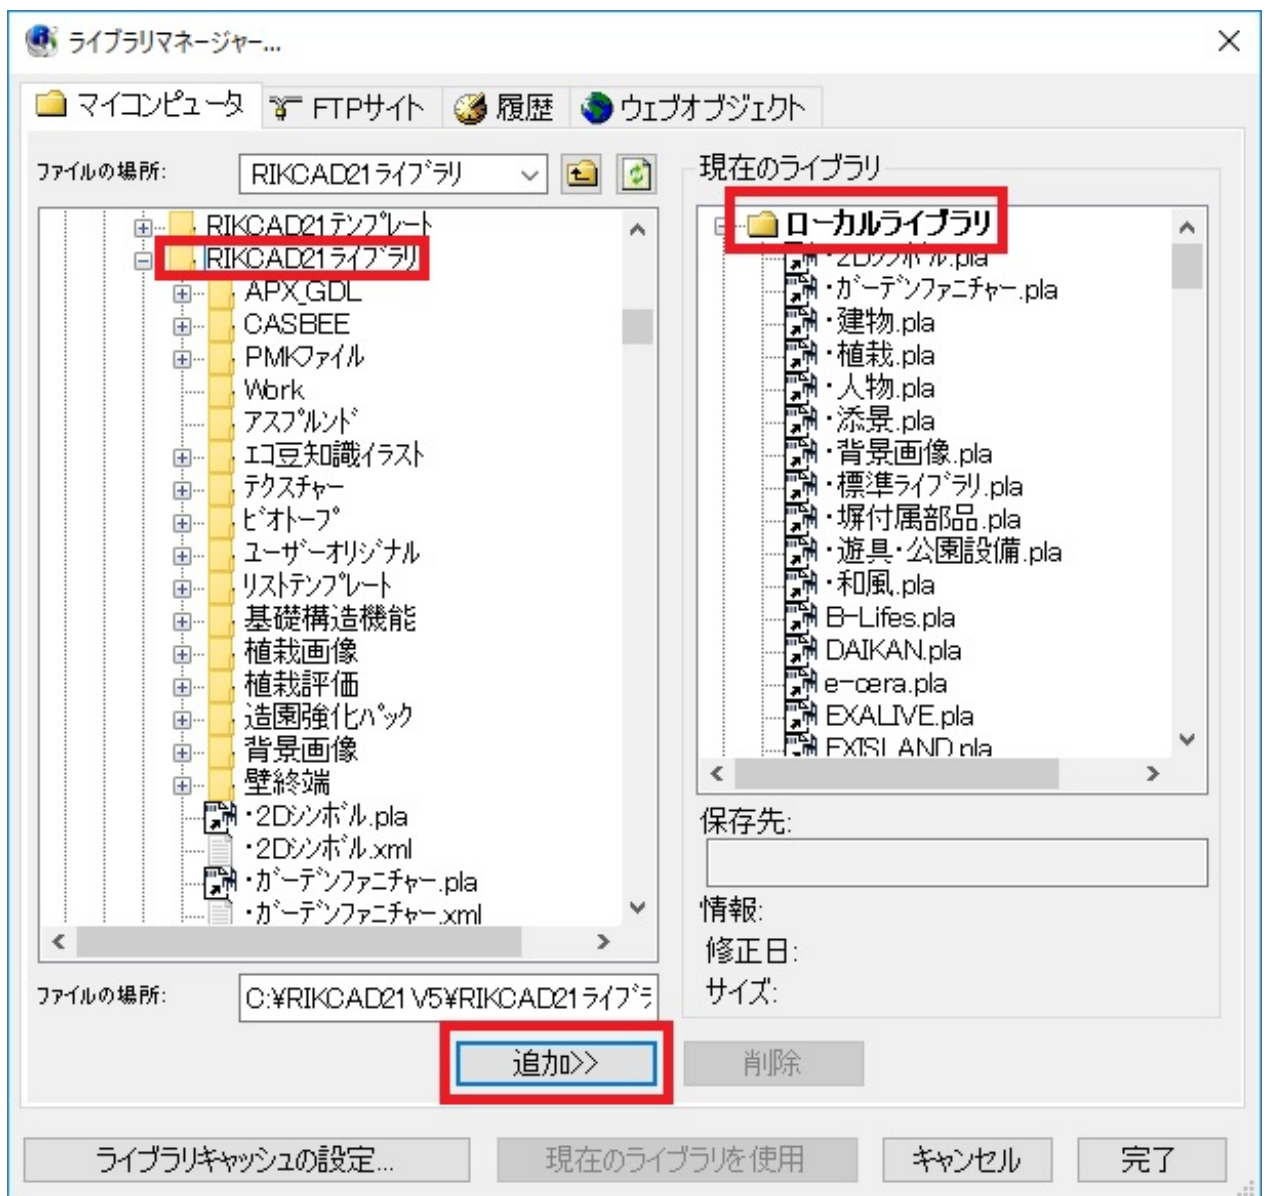 ライブラリマネージャー...
マイコンピュータ
FTPサイト
履歴
ウェブオブジェクト
ファイルの場所:
RIKCAD21ライブラリ
RIKCAD21テンプレート
RIKCAD21ライブラリ
APX_GDL
CASBEE
PMKファイル
Work
アスプルンド
エコ豆知識イラスト
テクスチャー
ビオトープ
ユーザーオリジナル
リストテンプレート
基礎構造機能
植栽画像
植栽評価
造園強化パック
背景画像
壁終端
・2Dシンボル.pla
・2Dシンボル.xml
・ガーデンファニチャー.pla
・ガーデンファニチャー.xml
ファイルの場所:
C:¥RIKCAD21 V5¥RIKCAD21ライブラ
追加>>
現在のライブラリ
ローカルライブラリ
・2Dシンボル.pla
・ガーデンファニチャー.pla
・建物.pla
・植栽.pla
・人物.pla
・添景.pla
・背景画像.pla
・標準ライブラリ.pla
・塀付属部品.pla
・遊具・公園設備.pla
・和風.pla
B-Lifes.pla
DAIKAN.pla
e-cera.pla
EXALIVE.pla
EXISLAND.pla
保存先:
情報:
修正日:
サイズ:
削除
ライブラリキャッシュの設定...
現在のライブラリを使用
キャンセル
完了